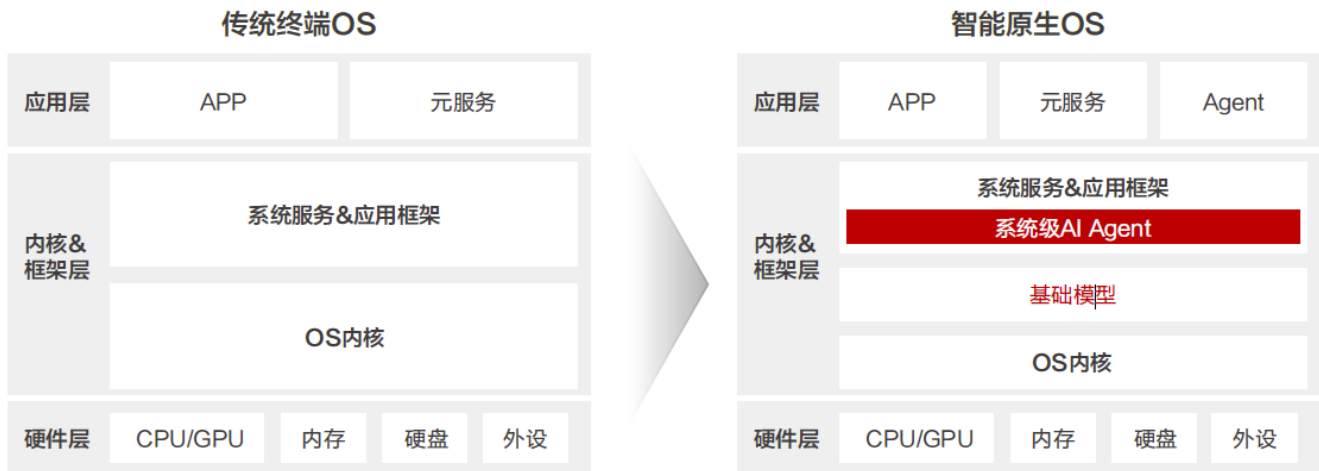 传统终端OS
应用层
APP
元服务
内核&
框架层
系统服务&应用框架
OS内核
硬件层
CPU/GPU
内存
硬盘
外设
智能原生OS
应用层
APP
元服务
Agent
内核&
框架层
系统服务&应用框架
系统级AI Agent
基础模型
OS内核
硬件层
CPU/GPU
内存
硬盘
外设